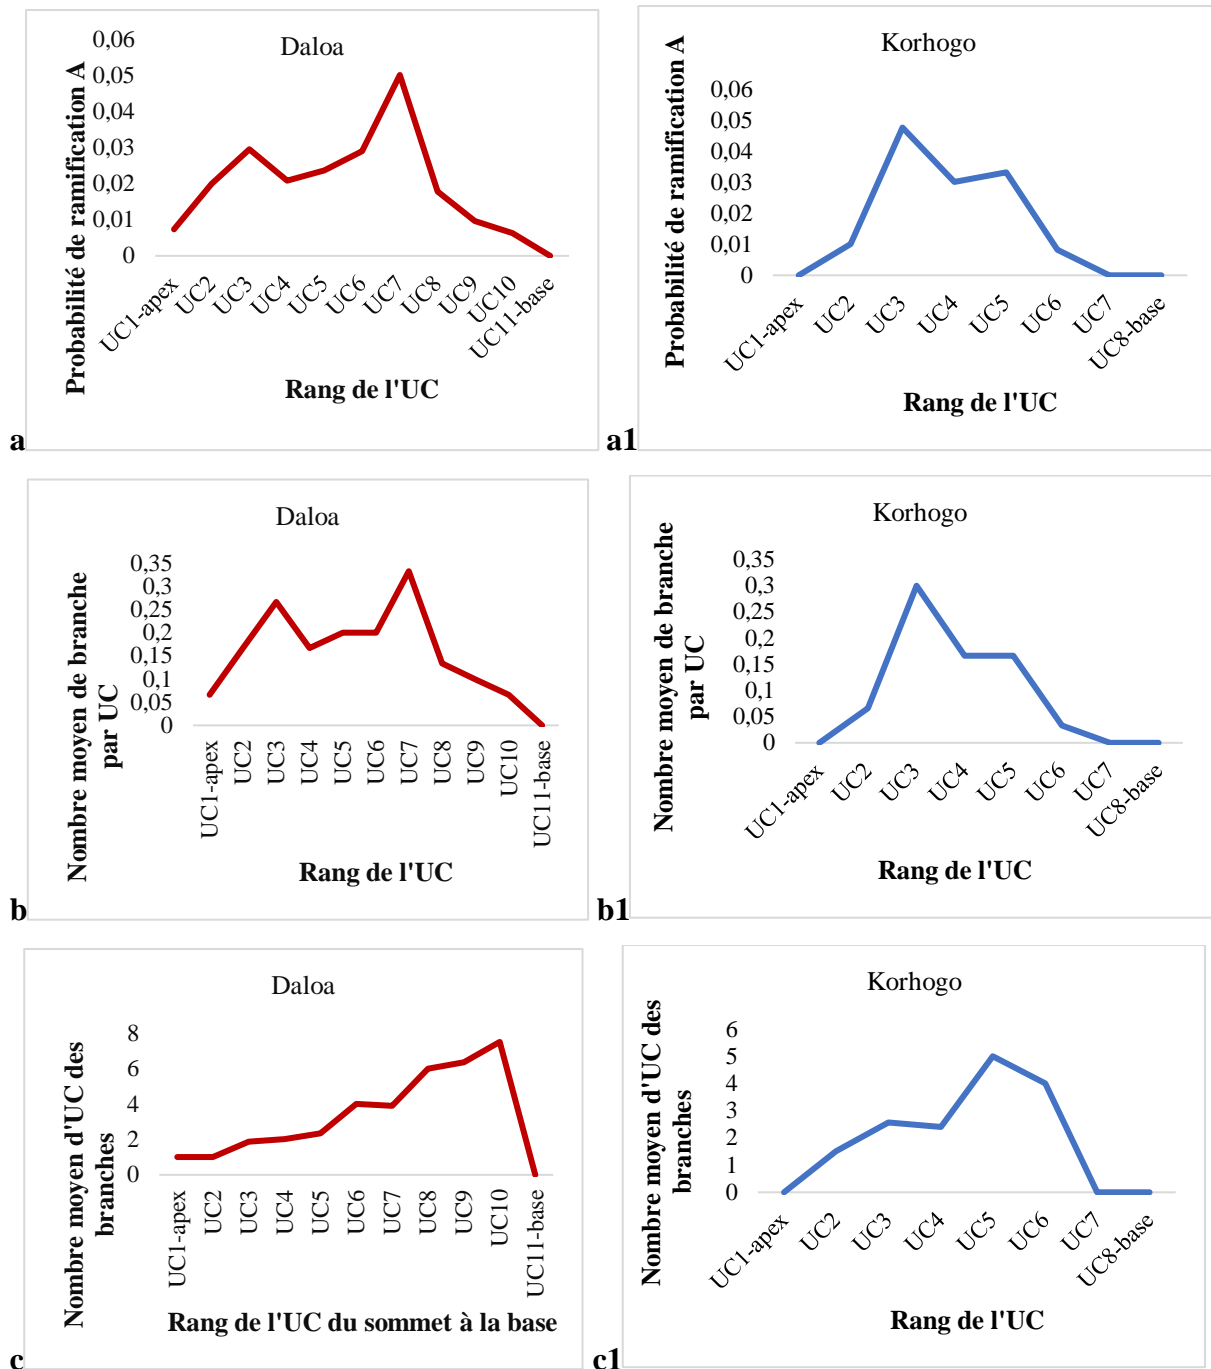 Daloa
Probabilité de ramification A
0,06
0,05
0,04
0,03
0,02
0,01
0
UC1-apex
UC2
UC3
UC4
UC5
UC6
UC7
UC8
UC9
UC10
UC11-base
Rang de l'UC
a
Korhogo
Probabilité de ramification A
0,06
0,05
0,04
0,03
0,02
0,01
0
UC1-apex
UC2
UC3
UC4
UC5
UC6
UC7
UC8-base
Rang de l'UC
a1
Daloa
Nombre moyen de branche
par UC
0,35
0,3
0,25
0,2
0,15
0,1
0,05
0
UC1-apex
UC2
UC3
UC4
UC5
UC6
UC7
UC8
UC9
UC10
UC11-base
Rang de l'UC
b
Korhogo
Nombre moyen de branche
par UC
0,35
0,3
0,25
0,2
0,15
0,1
0,05
0
UC1-apex
UC2
UC3
UC4
UC5
UC6
UC7
UC8-base
Rang de l'UC
b1
Daloa
Nombre moyen d'UC des
branches
8
6
4
2
0
UC1-apex
UC2
UC3
UC4
UC5
UC6
UC7
UC8
UC9
UC10
UC11-base
Rang de l'UC du sommet à la base
c
Korhogo
Nombre moyen d'UC des
branches
6
5
4
3
2
1
0
UC1-apex
UC2
UC3
UC4
UC5
UC6
UC7
UC8-base
Rang de l'UC
c1